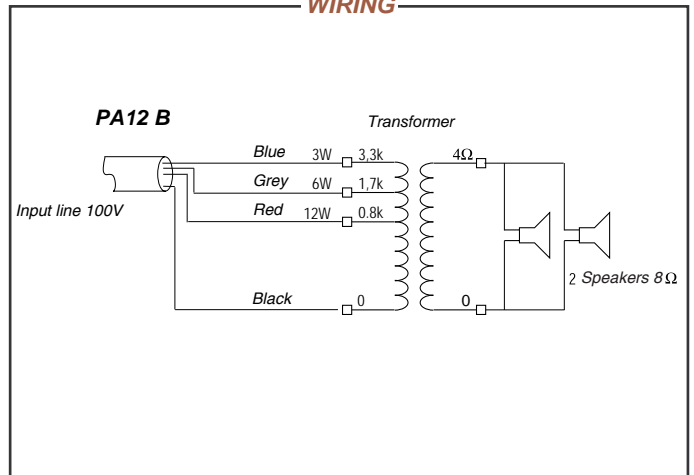 WIRING
PA12 B
Transformer
Blue 3W 3,3k 4Ω
Grey 6W 1,7k
Input line 100V
Red 12W 0.8k
2 Speakers 8Ω
Black 0 0